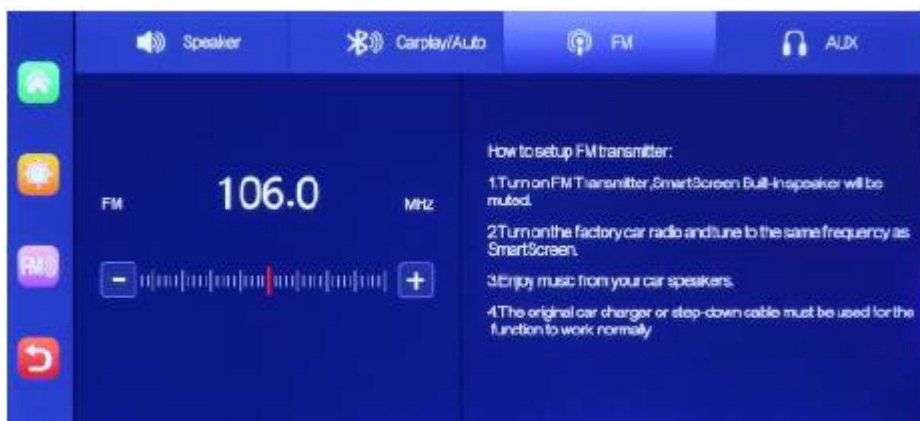 Speaker
Carplay/Auto
FM
AUX
FM
106.0
MHz
FM
How to setup FM transmitter:
1.Turn on FM Transmitter,SmartScreen Built-in speaker will be
muted.
2.Turn on the factory car radio and tune to the same frequency as
SmartScreen.
3.Enjoy music from your car speakers.
4.The original car charger or step-down cable must be used for the
function to work normally